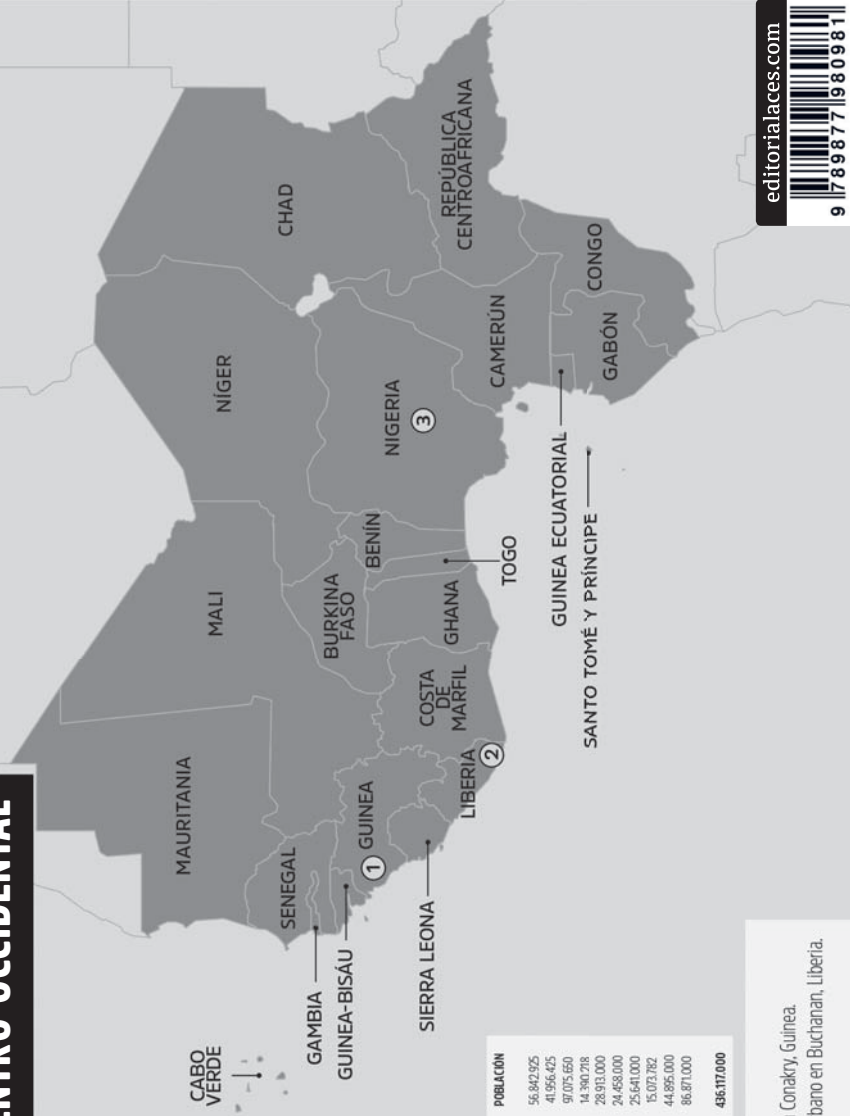 NTRO OCCIDENTAL
CABO
VERDE
MAURITANIA
MALI
NÍGER
CHAD
SENEGAL
GAMBIA
GUINEA-BISÁU
GUINEA
1
SIERRA LEONA
LIBERIA
2
COSTA
DE
MARFIL
BURKINA
FASO
GHANA
BENÍN
TOGO
NIGERIA
3
CAMERÚN
REPÚBLICA
CENTROAFRICANA
GUINEA ECUATORIAL
SANTO TOMÉ Y PRÍNCIPE
GABÓN
CONGO
POBLACIÓN
56.842.925
41.956.425
97.075.650
14.390.218
28.913.000
24.458.000
25.641.000
15.073.782
44.895.000
86.871.000
436.117.000
Conakry, Guinea.
bano en Buchanan, Liberia.
editorialaces.com
9 789877 980981